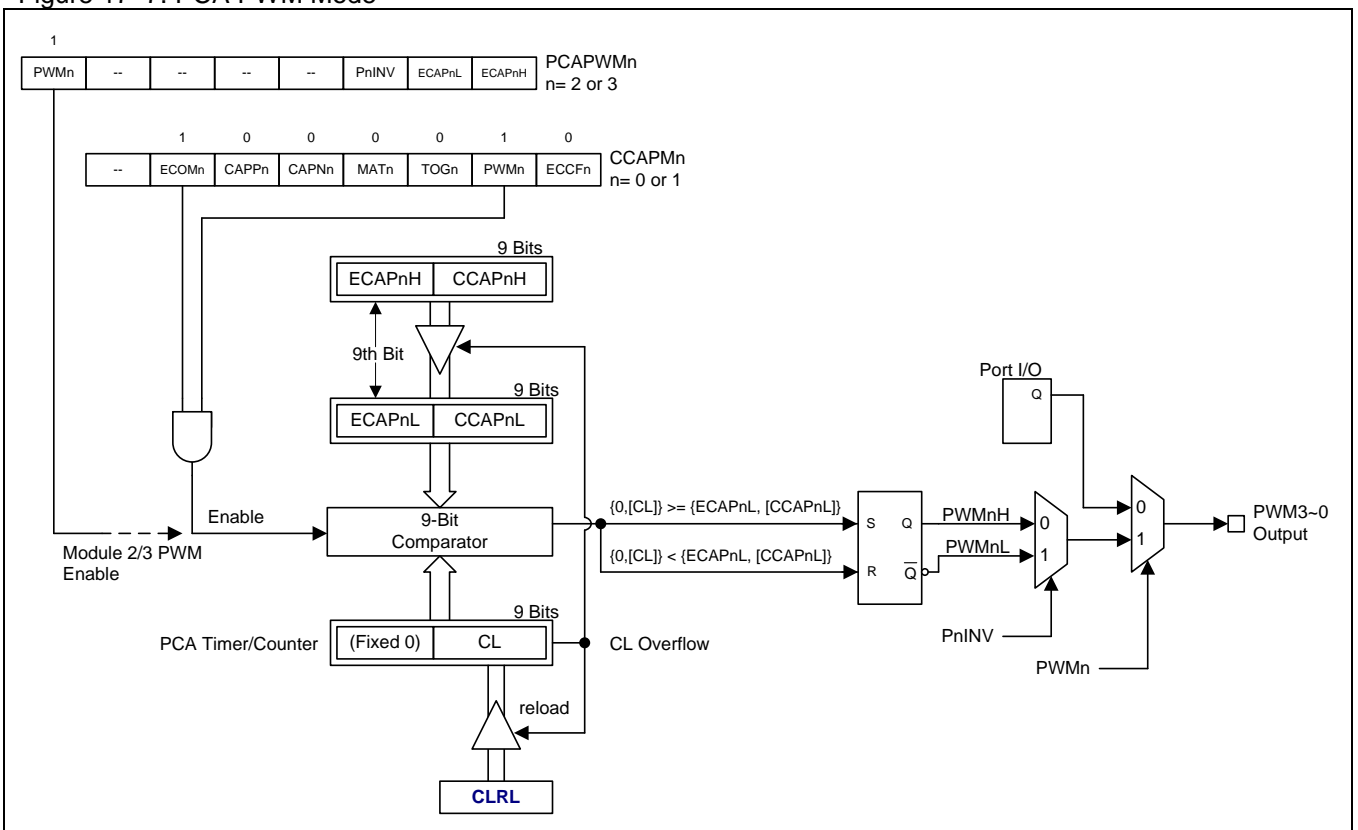 Figure 17-7. PCA PWM Mode
1
PWMn -- -- -- -- PnINV ECAPnL ECAPnH
PCAPWMn
n= 2 or 3
1 0 0 0 0 1 0
-- ECOMn CAPPn CAPNn MATn TOGn PWMn ECCFn
CCAPMn
n= 0 or 1
9 Bits
ECAPnH CCAPnH
9th Bit
9 Bits
ECAPnL CCAPnL
Port I/O
Q
Enable
Module 2/3 PWM
Enable
9-Bit
Comparator
{0,[CL]} >= {ECAPnL, [CCAPnL]}
{0,[CL]} < {ECAPnL, [CCAPnL]}
S Q
R Q
PWMnH
PWMnL
0
1
0
1
PWM3~0
Output
PnINV
PWMn
9 Bits
PCA Timer/Counter
(Fixed 0) CL
CL Overflow
reload
CLRL